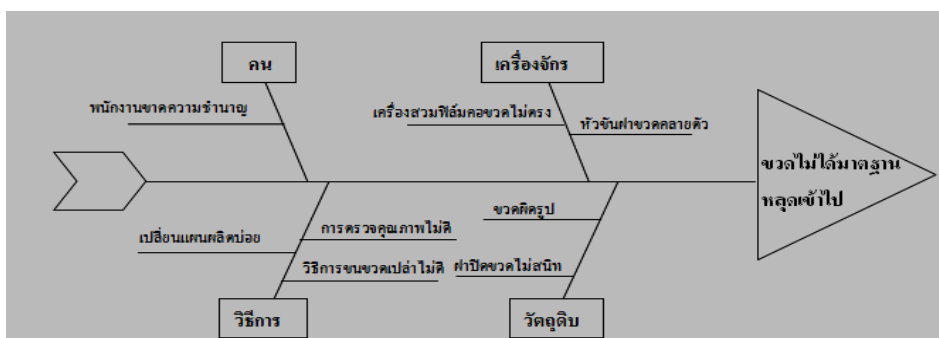 คน
เครื่องจักร
พนักงานขาดความชำนาญ
เครื่องสวมฟิล์มคอขวดไม่ตรง
หัวขันฝาขวดคลายตัว
ขวดไม่ได้มาตฐาน
หลุดเข้าไป
เปลี่ยนแผนผลิตบ่อย
การตรวจคุณภาพไม่ดี
วิธีการขนขวดเปล่าไม่ดี
ขวดผิดรูป
ฝาปิดขวดไม่สนิท
วิธีการ
วัตถุดิบ